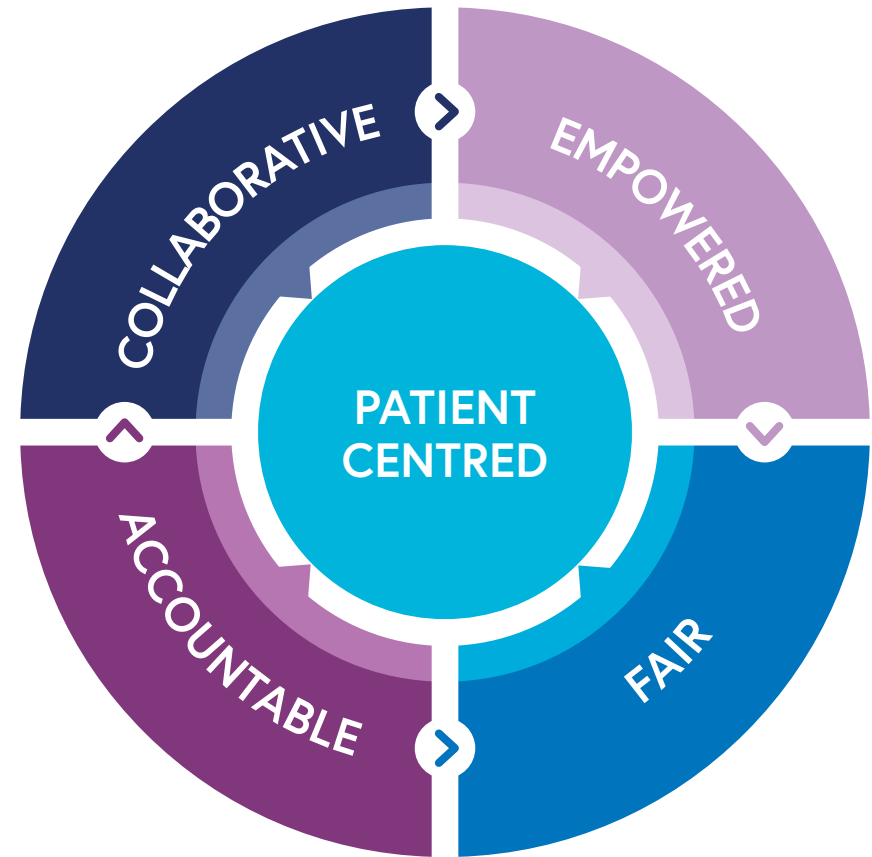 COLLABORATIVE
EMPOWERED
PATIENT
CENTRED
ACCOUNTABLE
FAIR